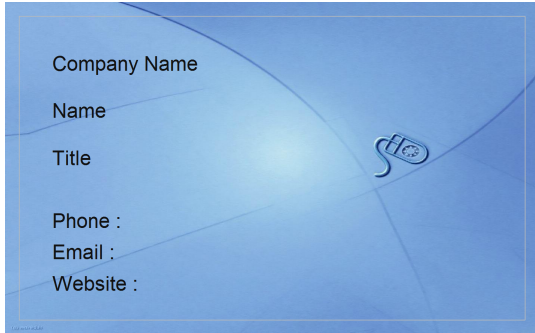 Company Name
Name
Title
Phone :
Email :
Website :